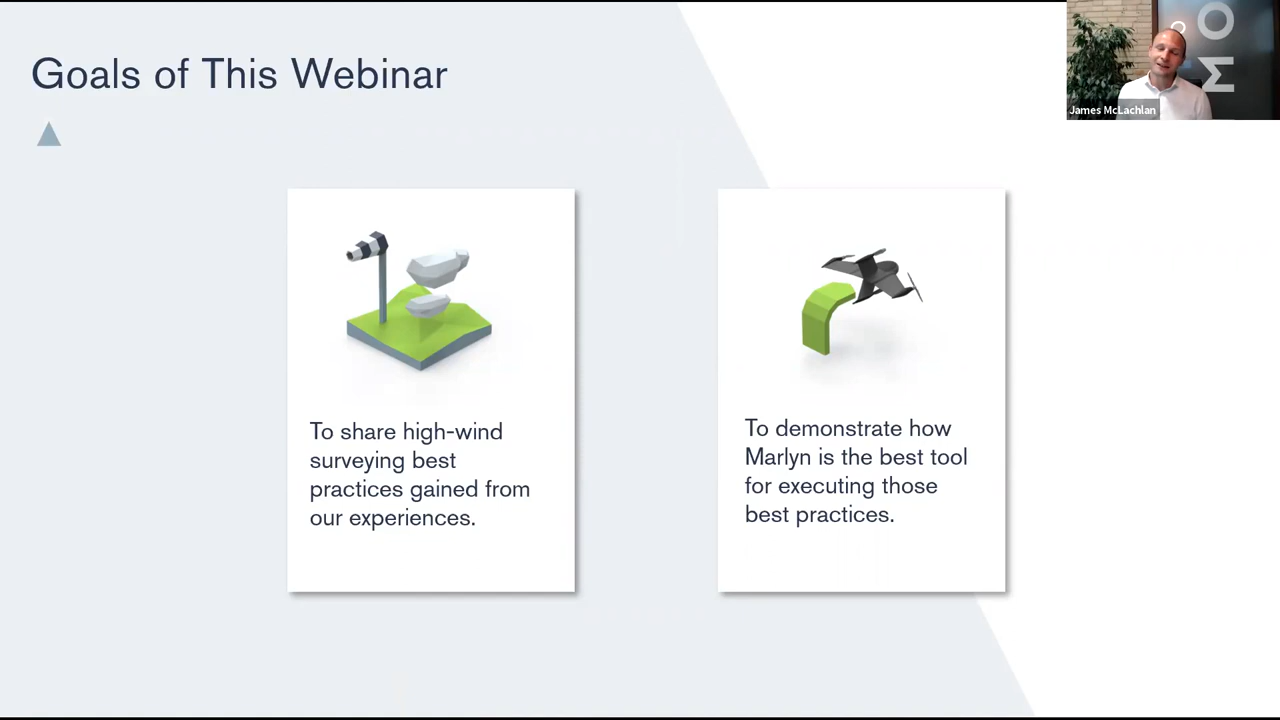 Goals of This Webinar
To share high-wind
surveying best
practices gained from
our experiences.
To demonstrate how
Marlyn is the best tool
for executing those
best practices.
James McLachlan
MO